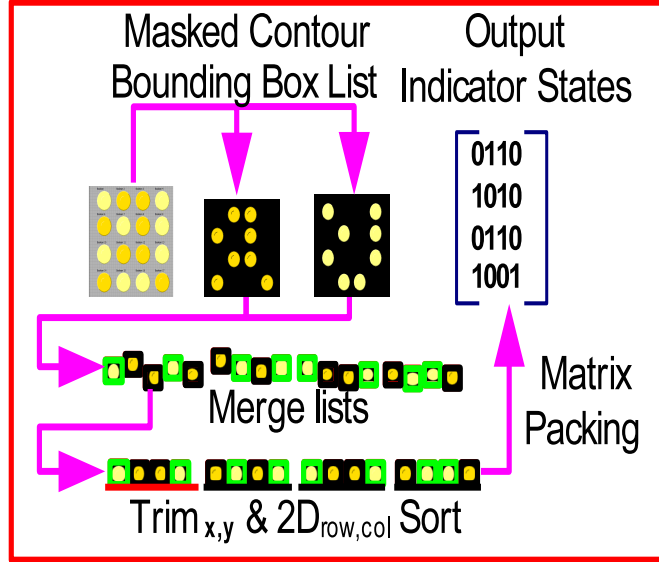 Masked Contour
Bounding Box List
Output
Indicator States
0110
1010
0110
1001
Merge lists
Matrix
Packing
Trim x,y & 2D row,col Sort